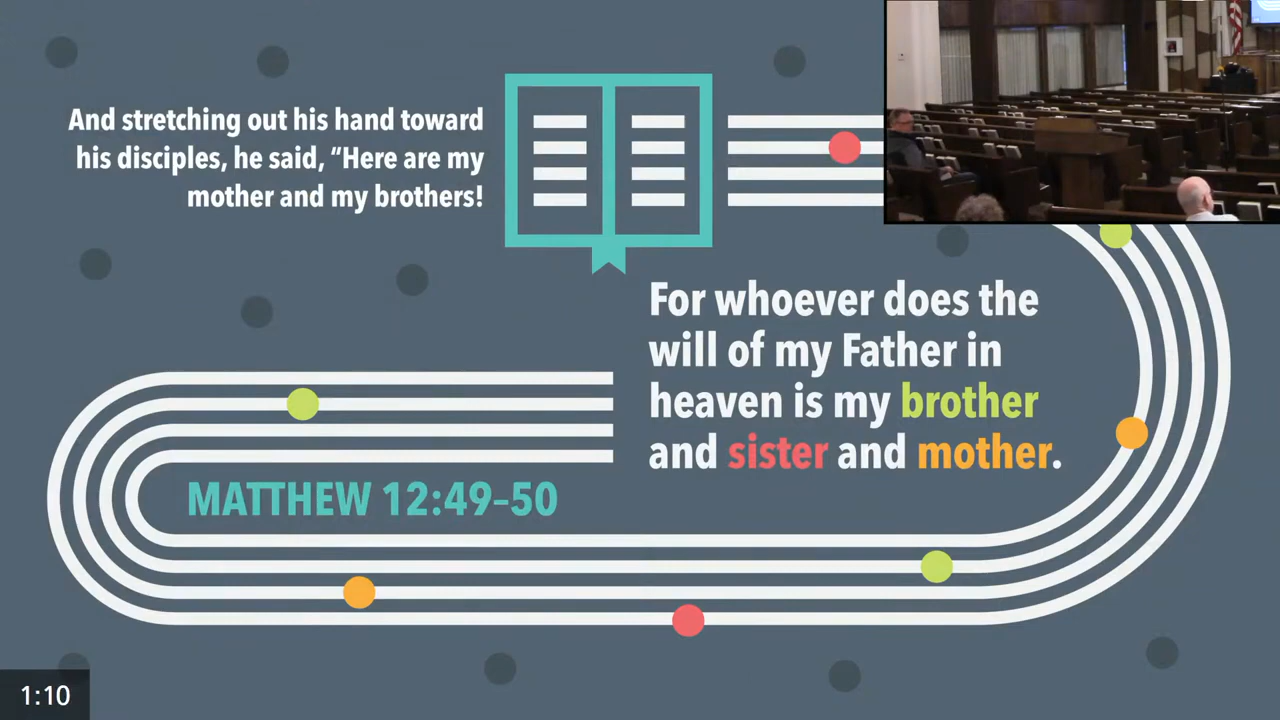 And stretching out his hand toward
his disciples, he said, “Here are my
mother and my brothers!
For whoever does the
will of my Father in
heaven is my brother
and sister and mother.
MATTHEW 12:49–50
1:10